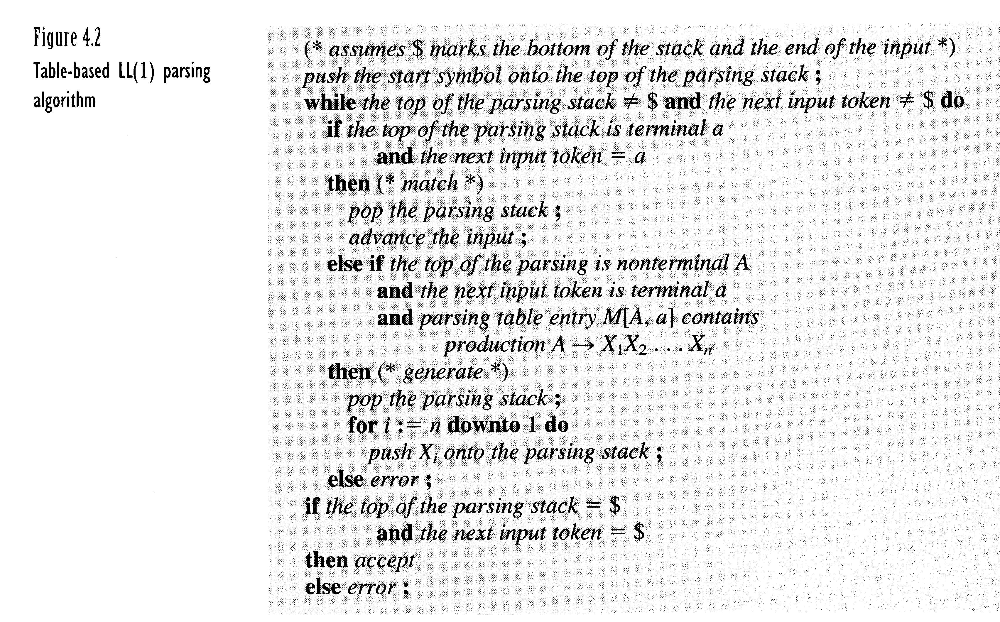 Figure 4.2
Table-based LL(1) parsing
algorithm
(* assumes $ marks the bottom of the stack and the end of the input *)
push the start symbol onto the top of the parsing stack ;
while the top of the parsing stack ≠ $ and the next input token ≠ $ do
if the top of the parsing stack is terminal a
and the next input token = a
then (* match *)
pop the parsing stack ;
advance the input ;
else if the top of the parsing is nonterminal A
and the next input token is terminal a
and parsing table entry M[A, a] contains
production A → X₁X₂ . . . Xₙ
then (* generate *)
pop the parsing stack ;
for i := n downto 1 do
push Xᵢ onto the parsing stack ;
else error ;
if the top of the parsing stack = $
and the next input token = $
then accept
else error ;